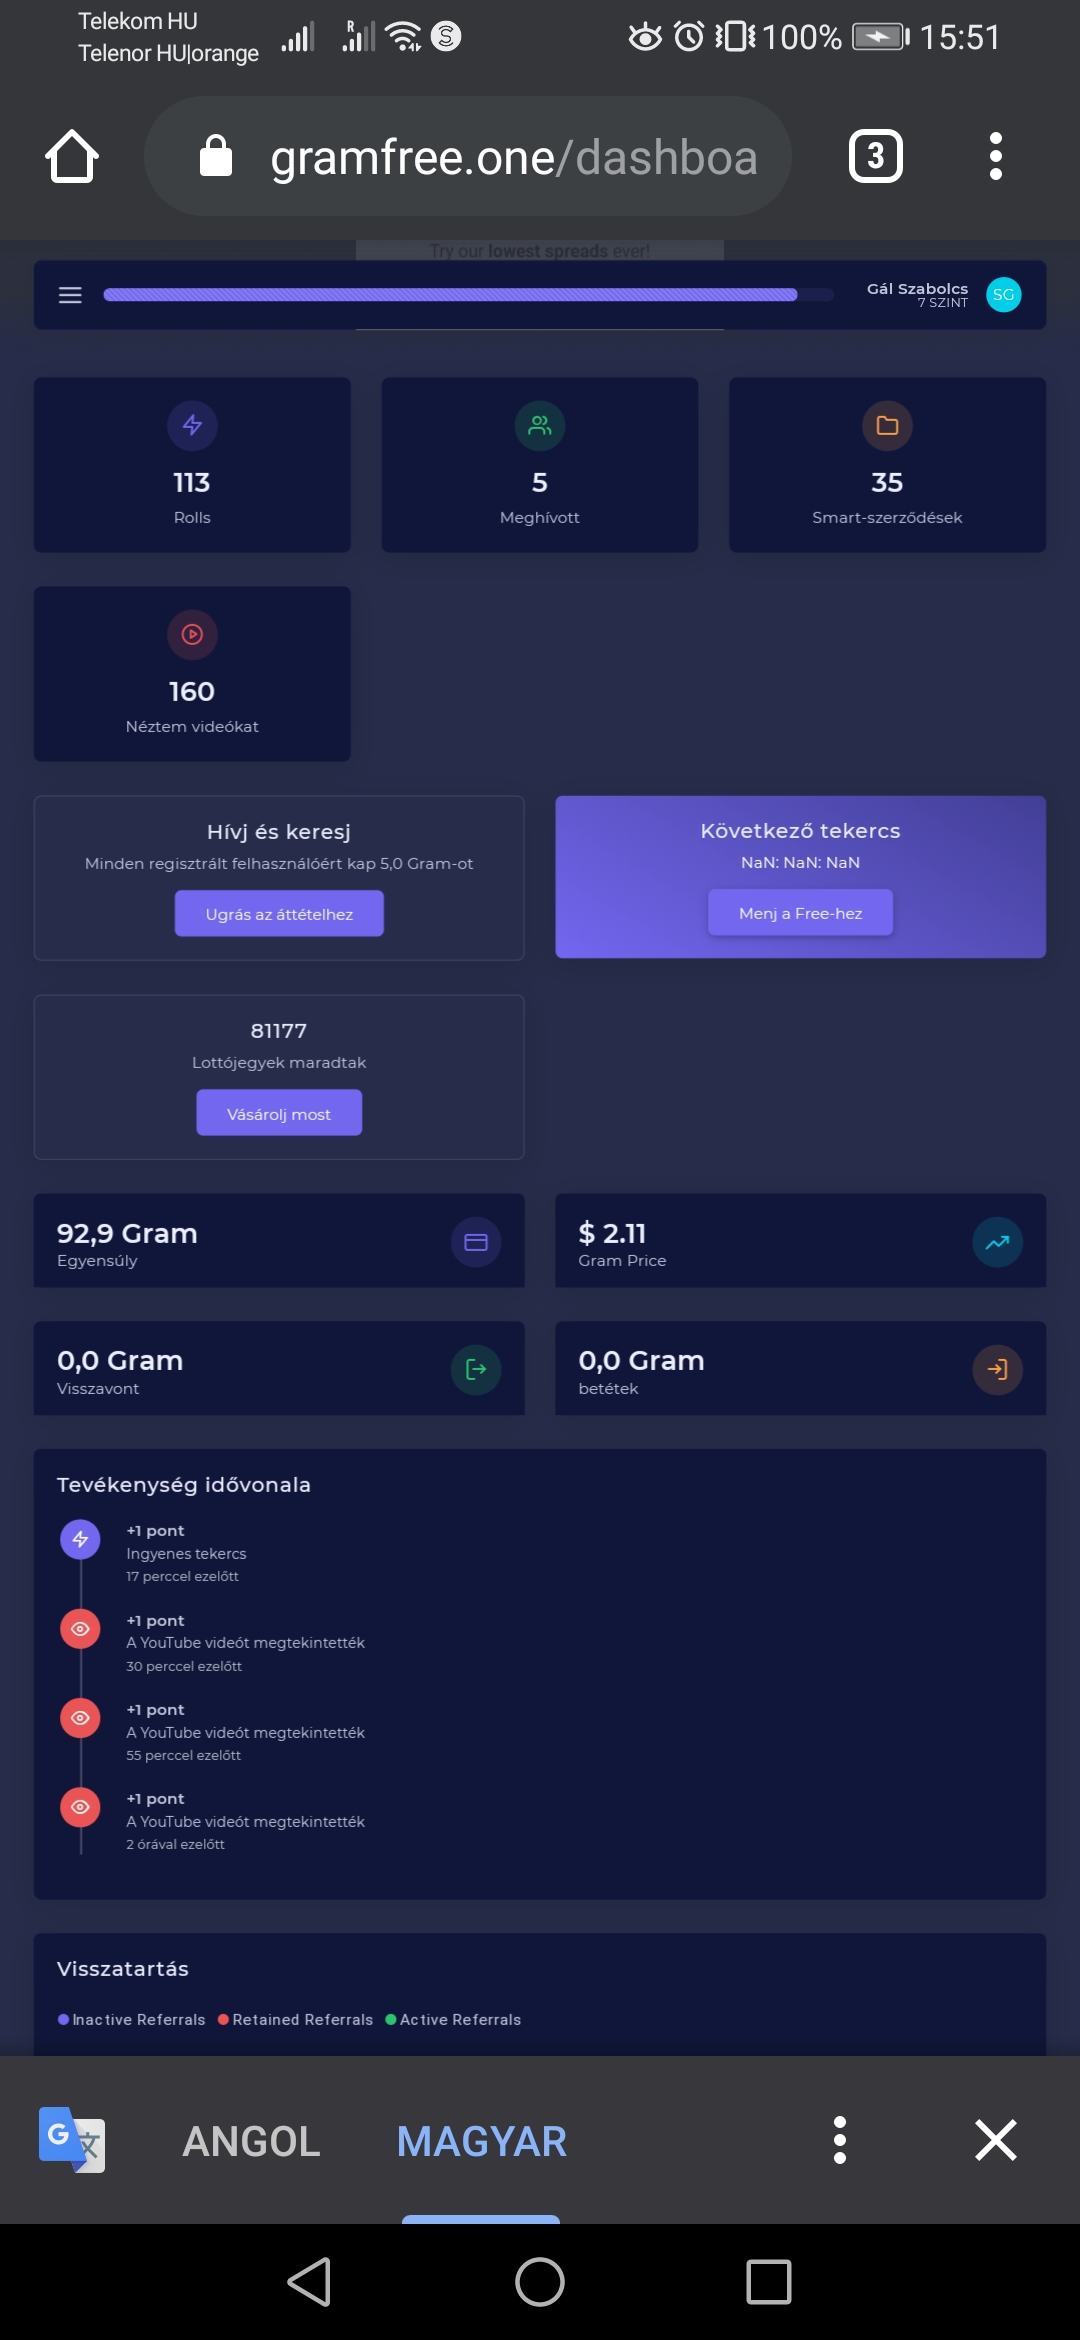 Telekom HU
Telenor HU|orange
R
100%
15:51
gramfree.one/dashboa
3
Try our lowest spreads ever!
Gál Szabolcs
7 SZINT
SG
113
Rolls
5
Meghívott
35
Smart-szerződések
160
Néztem videókat
Hívj és keresj
Minden regisztrált felhasználóért kap 5,0 Gram-ot
Ugrás az áttételhez
Következő tekercs
NaN: NaN: NaN
Menj a Free-hez
81177
Lottójegyek maradtak
Vásárolj most
92,9 Gram
Egyensúly
$ 2.11
Gram Price
0,0 Gram
Visszavont
0,0 Gram
betétek
Tevékenység idővonala
+1 pont
Ingyenes tekercs
17 perccel ezelőtt
+1 pont
A YouTube videót megtekintették
30 perccel ezelőtt
+1 pont
A YouTube videót megtekintették
55 perccel ezelőtt
+1 pont
A YouTube videót megtekintették
2 órával ezelőtt
Visszatartás
Inactive Referrals
Retained Referrals
Active Referrals
G
文
ANGOL
MAGYAR